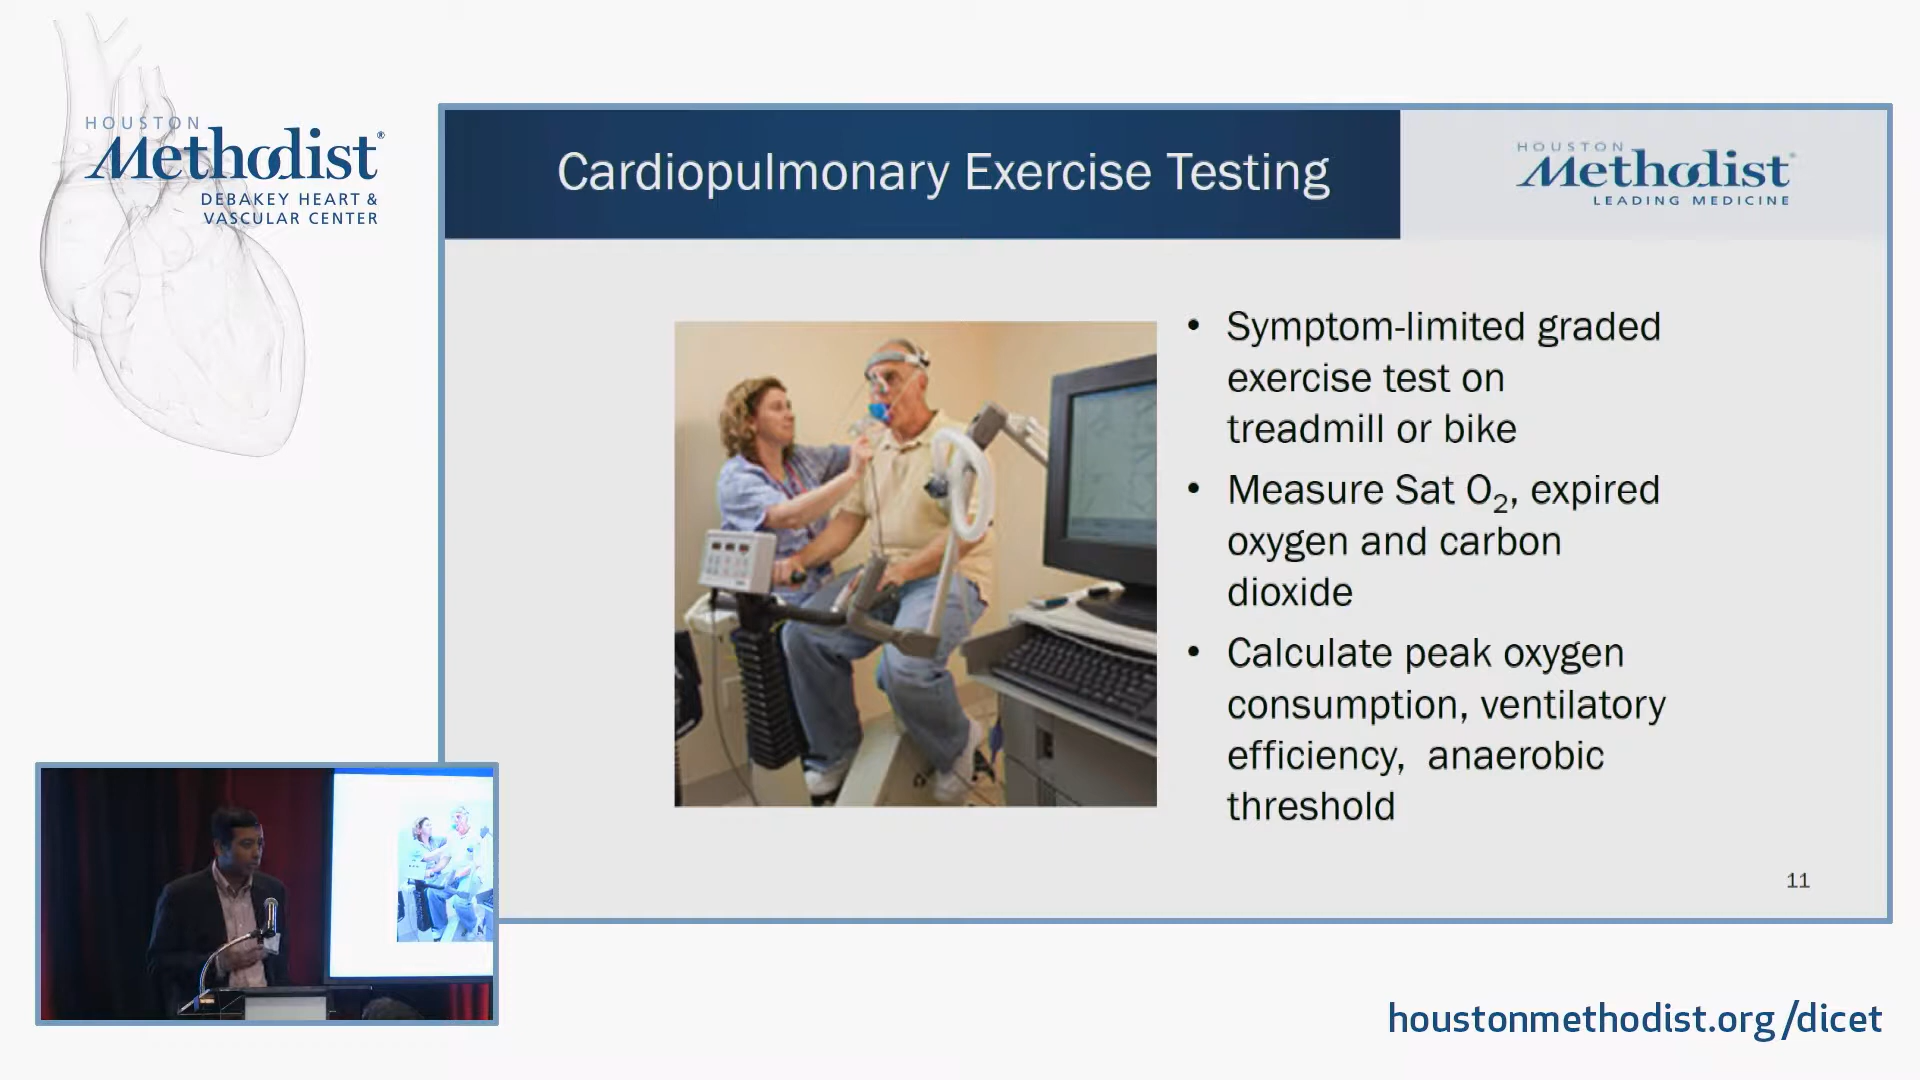 HOUSTON
Methodist®
DEBAKEY HEART &
VASCULAR CENTER
Cardiopulmonary Exercise Testing
HOUSTON
Methodist®
LEADING MEDICINE
• Symptom-limited graded
exercise test on
treadmill or bike
• Measure Sat O₂, expired
oxygen and carbon
dioxide
• Calculate peak oxygen
consumption, ventilatory
efficiency, anaerobic
threshold
11
houstonmethodist.org/dicet